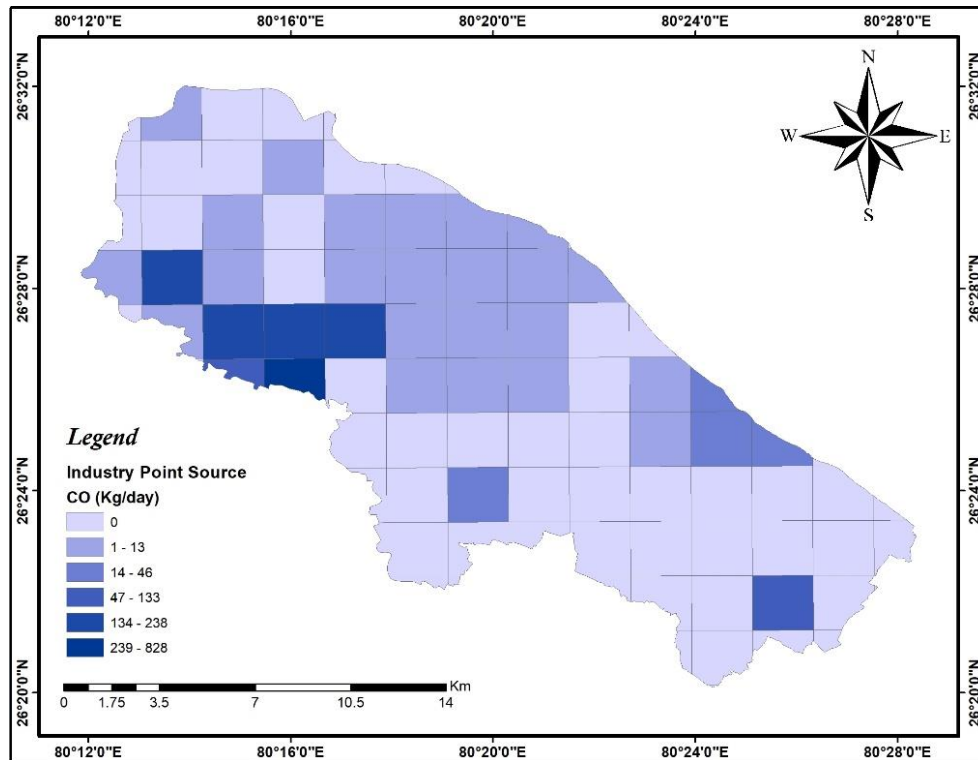 80°12'0"E 80°16'0"E 80°20'0"E 80°24'0"E 80°28'0"E
26°32'0"N 26°32'0"N
N
W E
S
26°28'0"N 26°28'0"N
Legend
Industry Point Source
CO (Kg/day)
0
1 - 13
14 - 46
47 - 133
134 - 238
239 - 828
26°24'0"N 26°24'0"N
Km
0 1.75 3.5 7 10.5 14
26°20'0"N 26°20'0"N
80°12'0"E 80°16'0"E 80°20'0"E 80°24'0"E 80°28'0"E